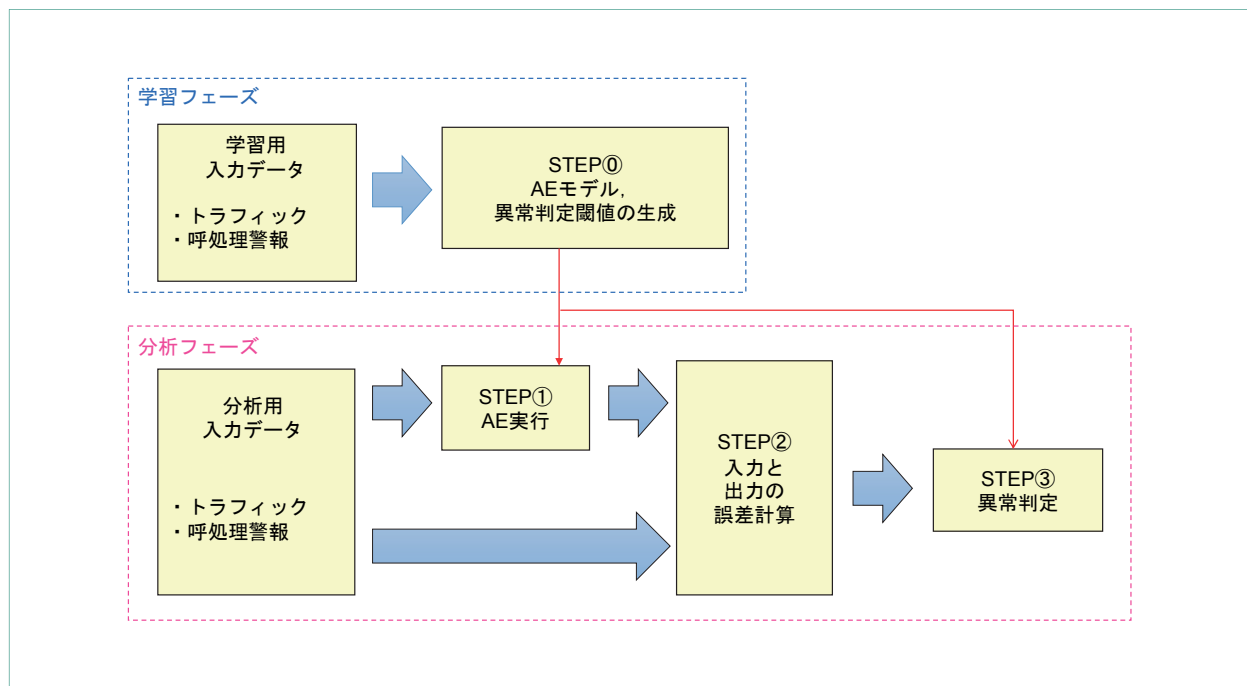 学習フェーズ
学習用
入力データ
・トラフィック
・呼処理警報
STEP⓪
AEモデル,
異常判定閾値の生成
分析フェーズ
分析用
入力データ
・トラフィック
・呼処理警報
STEP①
AE実行
STEP②
入力と
出力の
誤差計算
STEP③
異常判定